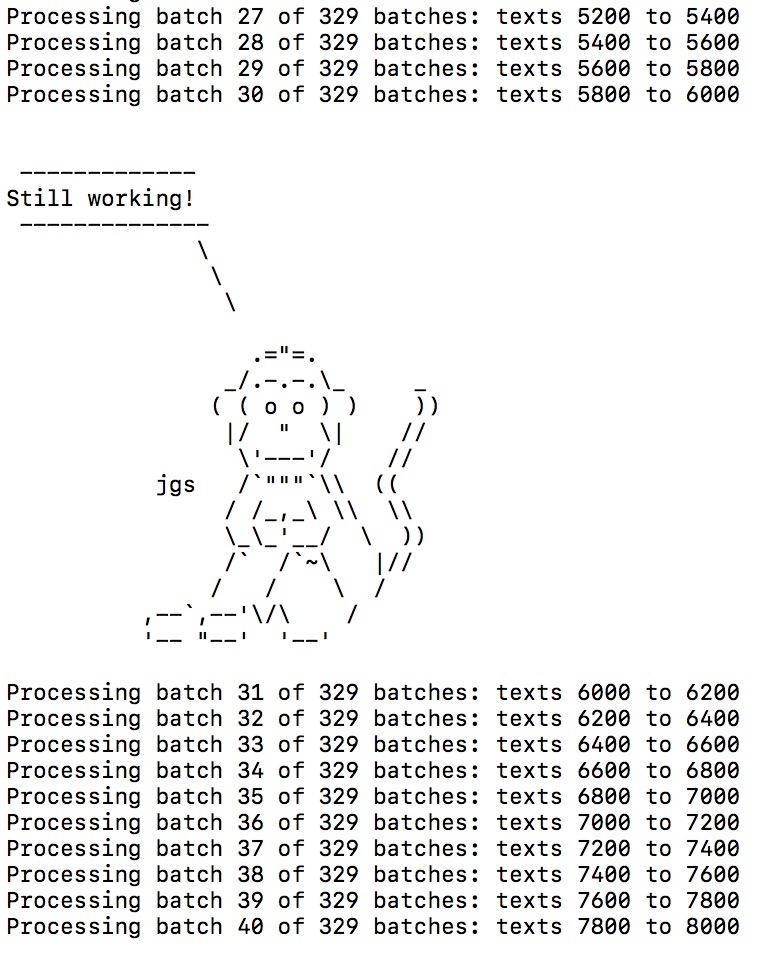 Processing batch 27 of 329 batches: texts 5200 to 5400
Processing batch 28 of 329 batches: texts 5400 to 5600
Processing batch 29 of 329 batches: texts 5600 to 5800
Processing batch 30 of 329 batches: texts 5800 to 6000
Still working!
jgs
Processing batch 31 of 329 batches: texts 6000 to 6200
Processing batch 32 of 329 batches: texts 6200 to 6400
Processing batch 33 of 329 batches: texts 6400 to 6600
Processing batch 34 of 329 batches: texts 6600 to 6800
Processing batch 35 of 329 batches: texts 6800 to 7000
Processing batch 36 of 329 batches: texts 7000 to 7200
Processing batch 37 of 329 batches: texts 7200 to 7400
Processing batch 38 of 329 batches: texts 7400 to 7600
Processing batch 39 of 329 batches: texts 7600 to 7800
Processing batch 40 of 329 batches: texts 7800 to 8000